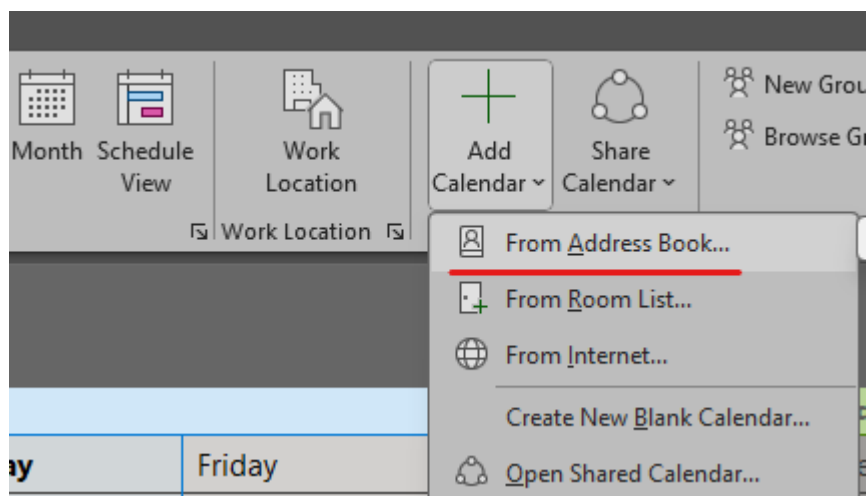 Month
Schedule
View
Work
Location
Add
Calendar
Share
Calendar
New Grou
Browse G
Work Location
From Address Book...
From Room List...
From Internet...
Create New Blank Calendar...
Open Shared Calendar...
ay
Friday